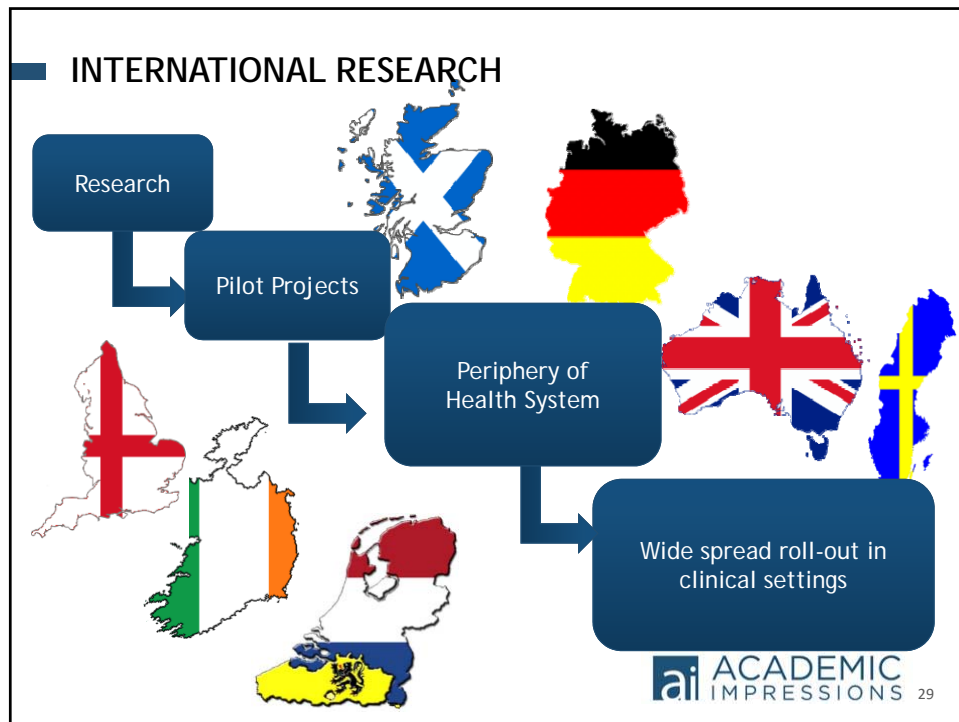 INTERNATIONAL RESEARCH
Research
Pilot Projects
Periphery of
Health System
Wide spread roll-out in
clinical settings
ai ACADEMIC
IMPRESSIONS
29